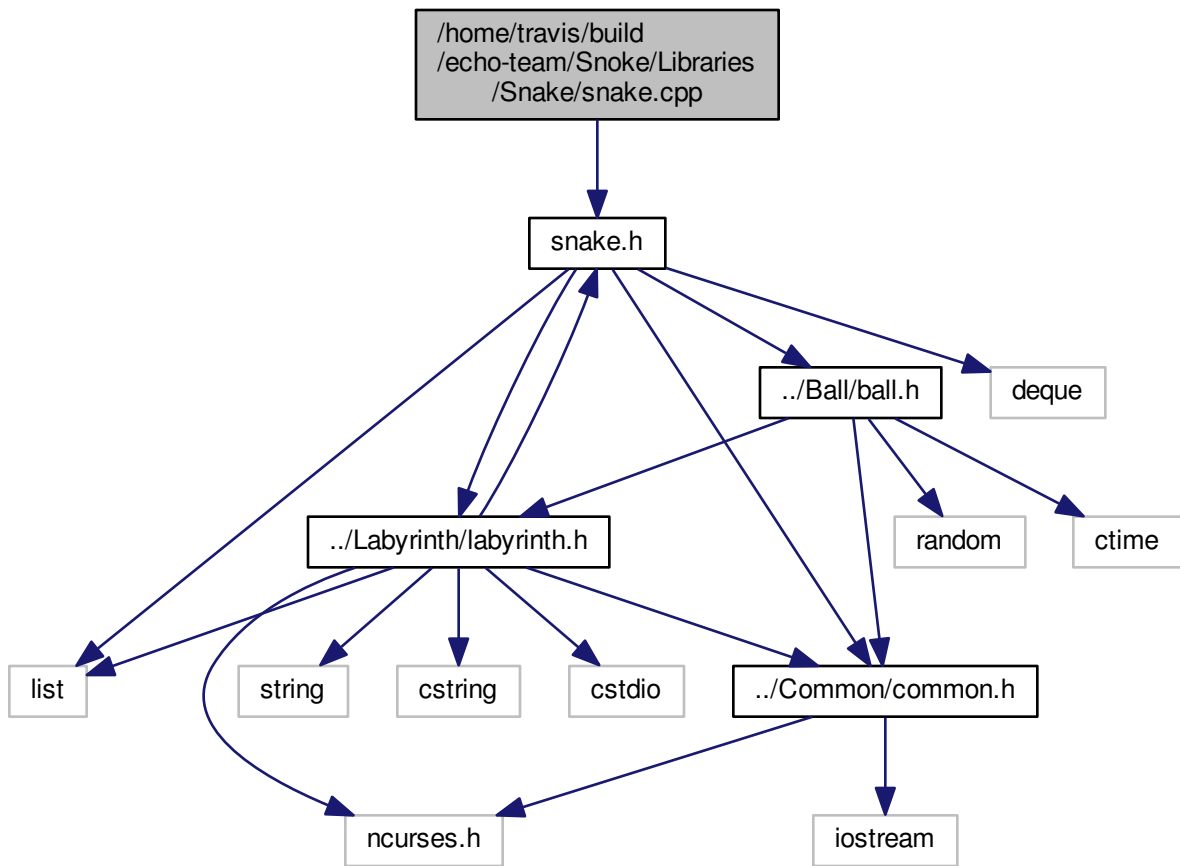 /home/travis/build
/echo-team/Snoke/Libraries
/Snake/snake.cpp
snake.h
../Ball/ball.h
deque
../Labyrinth/labyrinth.h
random
ctime
list
string
cstring
cstdio
../Common/common.h
ncurses.h
iostream